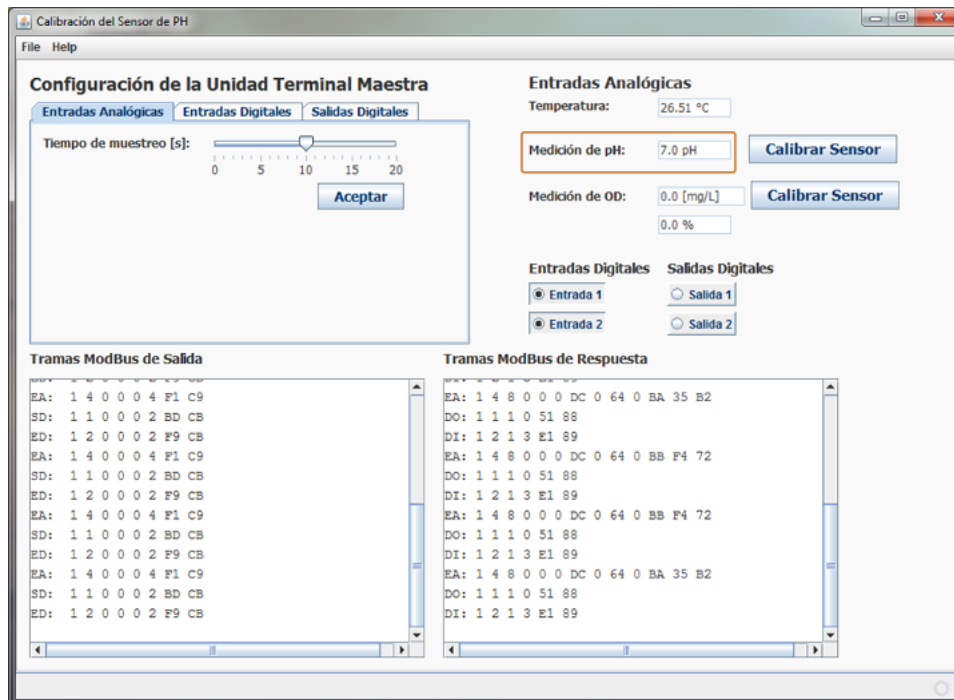 Calibración del Sensor de PH
File Help
Configuración de la Unidad Terminal Maestra
Entradas Analógicas Entradas Digitales Salidas Digitales
Tiempo de muestreo [s]:
0 5 10 15 20
Aceptar
Entradas Analógicas
Temperatura: 26.51 °C
Medición de pH: 7.0 pH Calibrar Sensor
Medición de OD: 0.0 [mg/L] Calibrar Sensor
0.0 %
Entradas Digitales Salidas Digitales
Entrada 1 Salida 1
Entrada 2 Salida 2
Tramas ModBus de Salida
EA: 1 4 0 0 0 4 F1 C9
SD: 1 1 0 0 0 2 BD CB
ED: 1 2 0 0 0 2 F9 CB
EA: 1 4 0 0 0 4 F1 C9
SD: 1 1 0 0 0 2 BD CB
ED: 1 2 0 0 0 2 F9 CB
EA: 1 4 0 0 0 4 F1 C9
SD: 1 1 0 0 0 2 BD CB
ED: 1 2 0 0 0 2 F9 CB
EA: 1 4 0 0 0 4 F1 C9
SD: 1 1 0 0 0 2 BD CB
ED: 1 2 0 0 0 2 F9 CB
Tramas ModBus de Respuesta
EA: 1 4 8 0 0 0 DC 0 64 0 BA 35 B2
DO: 1 1 1 0 51 88
DI: 1 2 1 3 E1 89
EA: 1 4 8 0 0 0 DC 0 64 0 BB F4 72
DO: 1 1 1 0 51 88
DI: 1 2 1 3 E1 89
EA: 1 4 8 0 0 0 DC 0 64 0 BB F4 72
DO: 1 1 1 0 51 88
DI: 1 2 1 3 E1 89
EA: 1 4 8 0 0 0 DC 0 64 0 BA 35 B2
DO: 1 1 1 0 51 88
DI: 1 2 1 3 E1 89